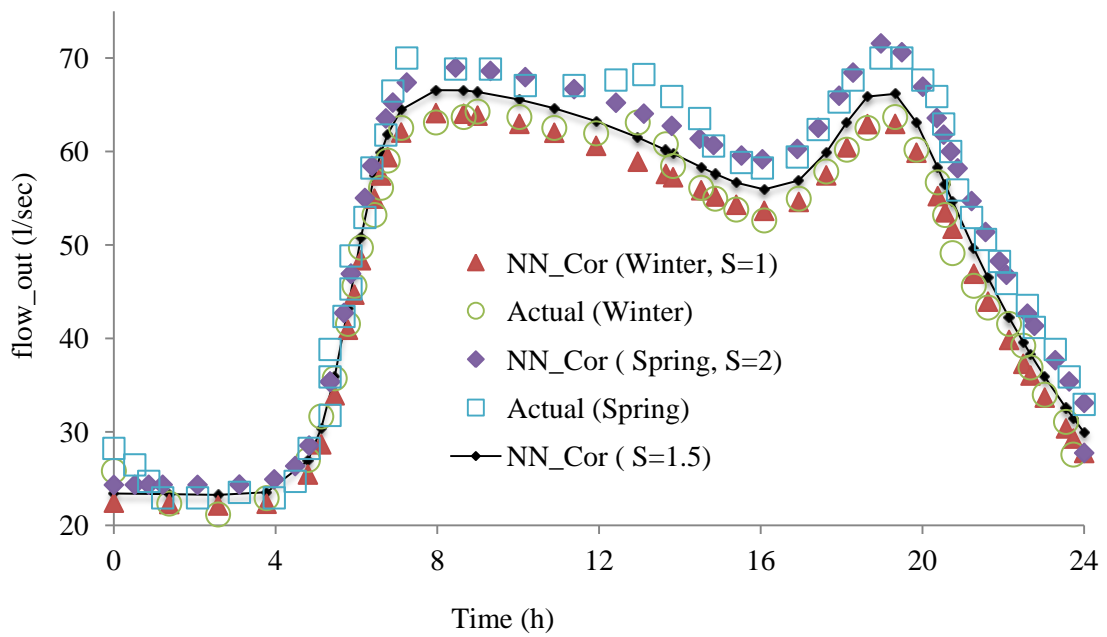 70
60
50
40
30
20
flow_out (l/sec)
NN_Cor (Winter, S=1)
Actual (Winter)
NN_Cor ( Spring, S=2)
Actual (Spring)
NN_Cor ( S=1.5)
0 4 8 12 16 20 24
Time (h)